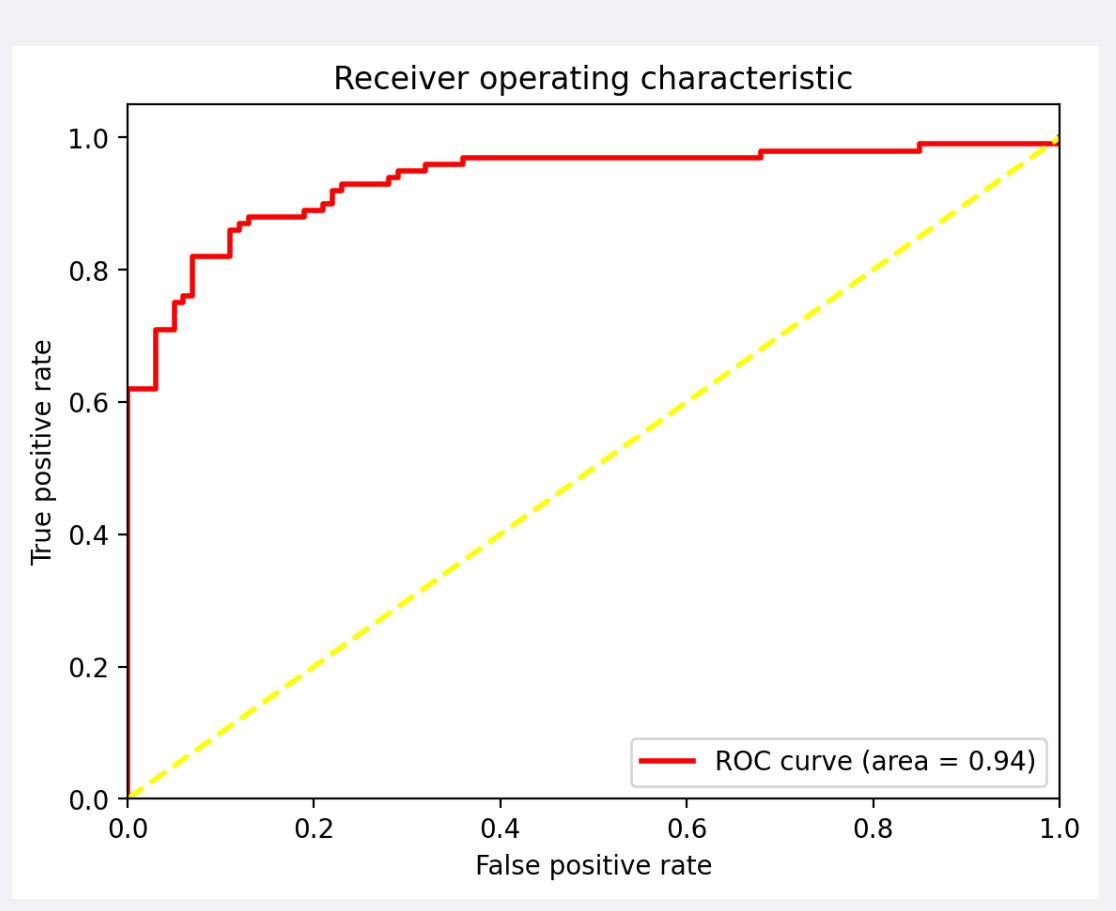 Receiver operating characteristic
1.0
0.8
0.6
0.4
0.2
0.0
True positive rate
ROC curve (area = 0.94)
0.0 0.2 0.4 0.6 0.8 1.0
False positive rate